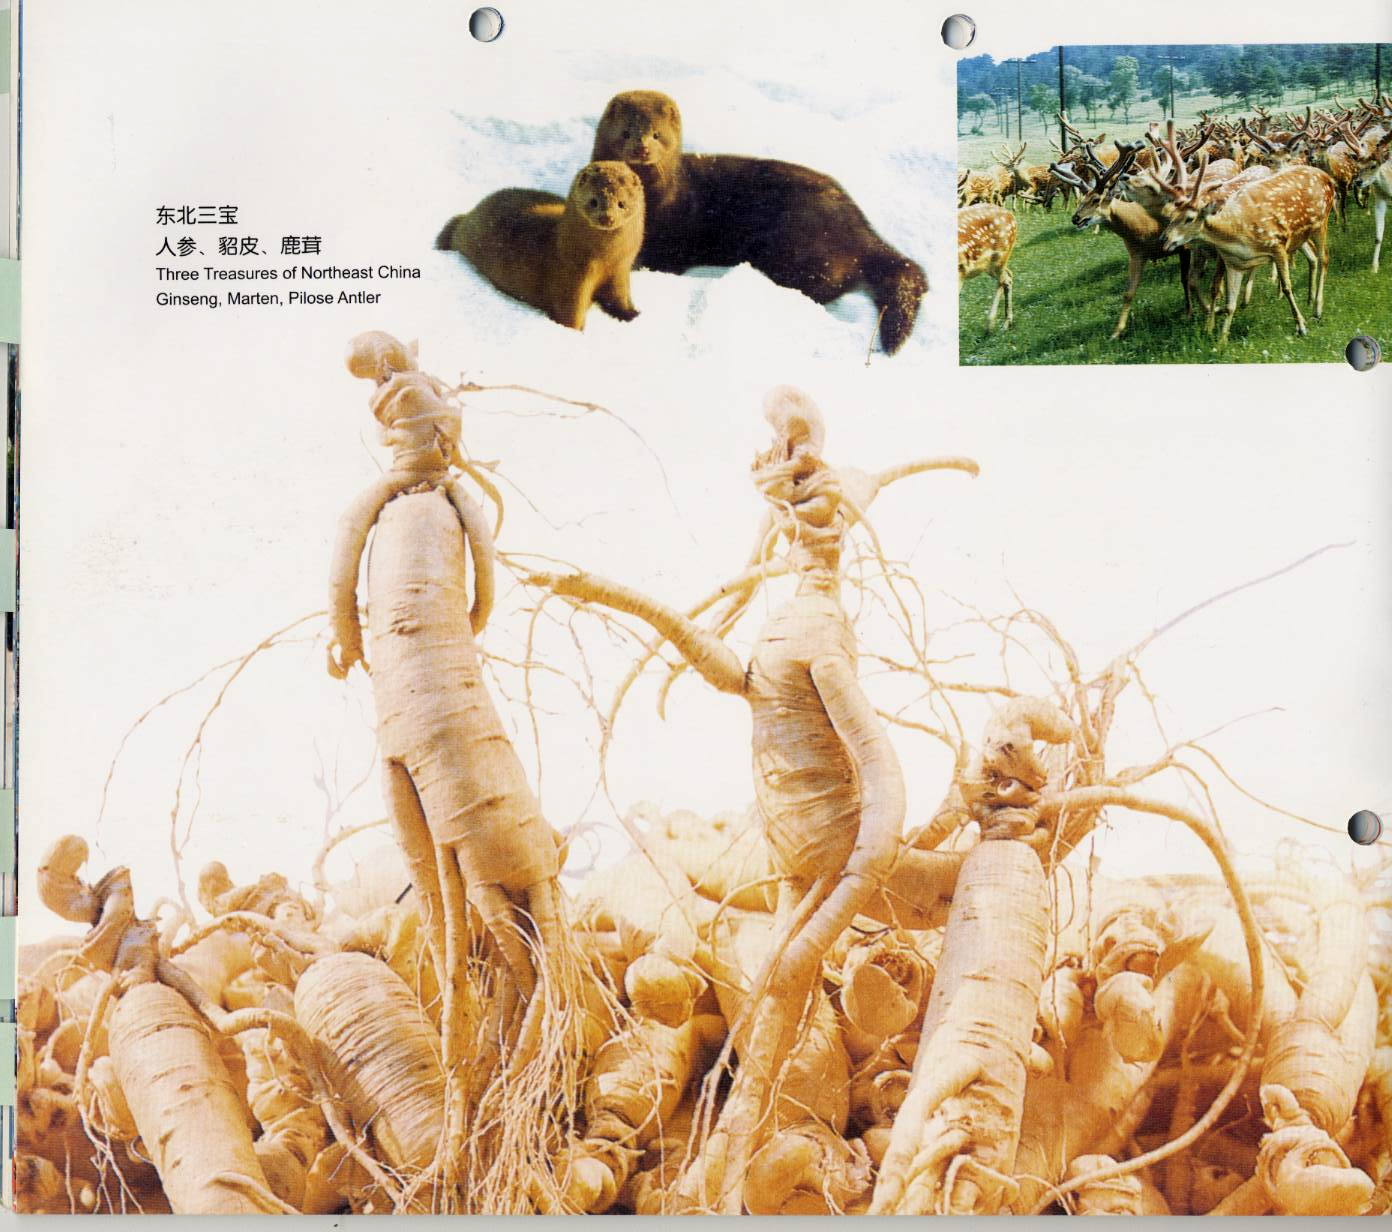 东北三宝
人参、貂皮、鹿茸
Three Treasures of Northeast China
Ginseng, Marten, Pilose Antler